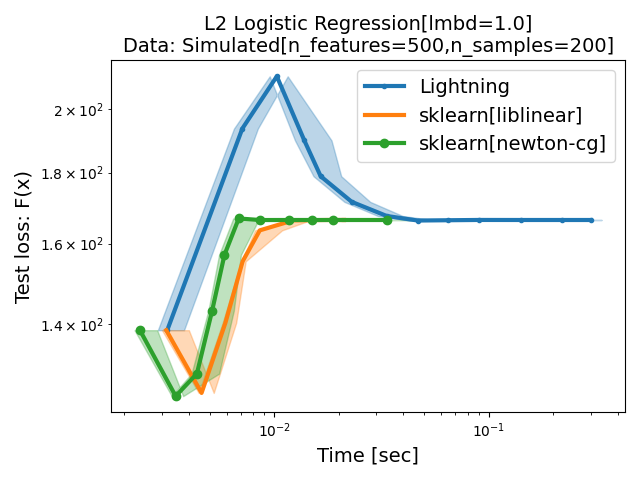 L2 Logistic Regression[lmbd=1.0]
Data: Simulated[n_features=500,n_samples=200]
Lightning
sklearn[liblinear]
sklearn[newton-cg]
Test loss: F(x)
2 × 10²
1.8 × 10²
1.6 × 10²
1.4 × 10²
10⁻² 10⁻¹
Time [sec]